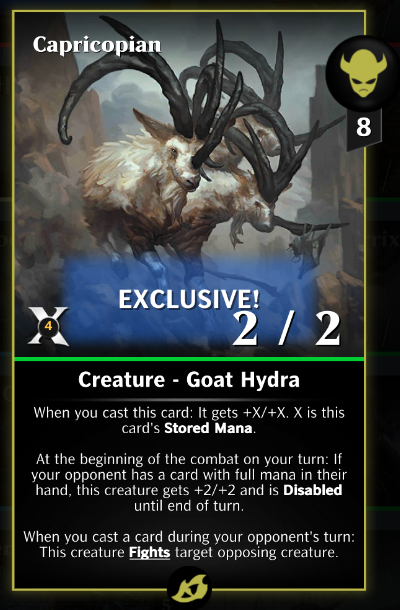 Capricopian
8
EXCLUSIVE!
X 4
2 / 2
Creature - Goat Hydra
When you cast this card: It gets +X/+X. X is this
card's Stored Mana.
At the beginning of the combat on your turn: If
your opponent has a card with full mana in their
hand, this creature gets +2/+2 and is Disabled
until end of turn.
When you cast a card during your opponent's turn:
This creature Fights target opposing creature.